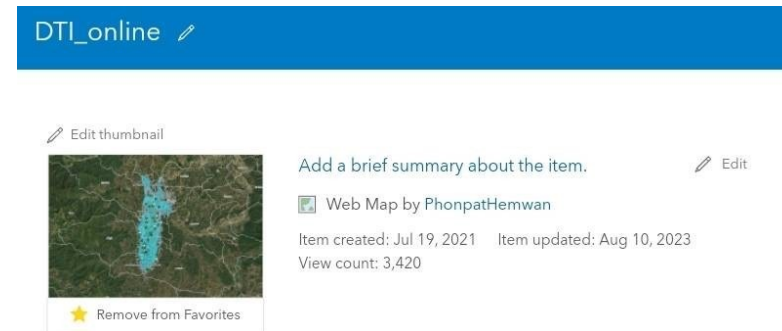 DTI_online
Edit thumbnail
Add a brief summary about the item.
Edit
Web Map by PhonpatHemwan
Item created: Jul 19, 2021 Item updated: Aug 10, 2023
View count: 3,420
Remove from Favorites